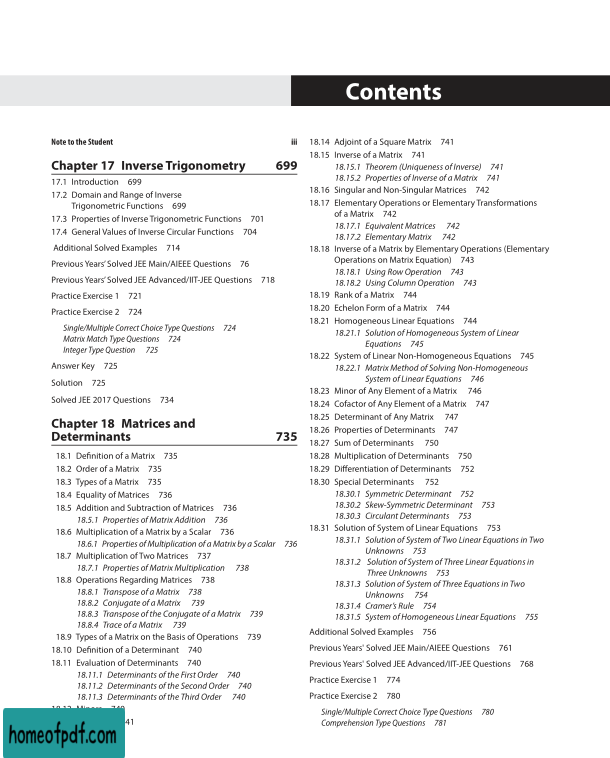 Contents
Note to the Student iii
Chapter 17 Inverse Trigonometry 699
17.1 Introduction 699
17.2 Domain and Range of Inverse
Trigonometric Functions 699
17.3 Properties of Inverse Trigonometric Functions 701
17.4 General Values of Inverse Circular Functions 704
Additional Solved Examples 714
Previous Years' Solved JEE Main/AIEEE Questions 76
Previous Years' Solved JEE Advanced/IIT-JEE Questions 718
Practice Exercise 1 721
Practice Exercise 2 724
Single/Multiple Correct Choice Type Questions 724
Matrix Match Type Questions 724
Integer Type Question 725
Answer Key 725
Solution 725
Solved JEE 2017 Questions 734
Chapter 18 Matrices and
Determinants 735
18.1 Definition of a Matrix 735
18.2 Order of a Matrix 735
18.3 Types of a Matrix 735
18.4 Equality of Matrices 736
18.5 Addition and Subtraction of Matrices 736
18.5.1 Properties of Matrix Addition 736
18.6 Multiplication of a Matrix by a Scalar 736
18.6.1 Properties of Multiplication of a Matrix by a Scalar 736
18.7 Multiplication of Two Matrices 737
18.7.1 Properties of Matrix Multiplication 738
18.8 Operations Regarding Matrices 738
18.8.1 Transpose of a Matrix 738
18.8.2 Conjugate of a Matrix 739
18.8.3 Transpose of the Conjugate of a Matrix 739
18.8.4 Trace of a Matrix 739
18.9 Types of a Matrix on the Basis of Operations 739
18.10 Definition of a Determinant 740
18.11 Evaluation of Determinants 740
18.11.1 Determinants of the First Order 740
18.11.2 Determinants of the Second Order 740
18.11.3 Determinants of the Third Order 740
41
homeofpdf.com
18.14 Adjoint of a Square Matrix 741
18.15 Inverse of a Matrix 741
18.15.1 Theorem (Uniqueness of Inverse) 741
18.15.2 Properties of Inverse of a Matrix 741
18.16 Singular and Non-Singular Matrices 742
18.17 Elementary Operations or Elementary Transformations
of a Matrix 742
18.17.1 Equivalent Matrices 742
18.17.2 Elementary Matrix 742
18.18 Inverse of a Matrix by Elementary Operations (Elementary
Operations on Matrix Equation) 743
18.18.1 Using Row Operation 743
18.18.2 Using Column Operation 743
18.19 Rank of a Matrix 744
18.20 Echelon Form of a Matrix 744
18.21 Homogeneous Linear Equations 744
18.21.1 Solution of Homogeneous System of Linear
Equations 745
18.22 System of Linear Non-Homogeneous Equations 745
18.22.1 Matrix Method of Solving Non-Homogeneous
System of Linear Equations 746
18.23 Minor of Any Element of a Matrix 746
18.24 Cofactor of Any Element of a Matrix 747
18.25 Determinant of Any Matrix 747
18.26 Properties of Determinants 747
18.27 Sum of Determinants 750
18.28 Multiplication of Determinants 750
18.29 Differentiation of Determinants 752
18.30 Special Determinants 752
18.30.1 Symmetric Determinant 752
18.30.2 Skew-Symmetric Determinant 753
18.30.3 Circulant Determinants 753
18.31 Solution of System of Linear Equations 753
18.31.1 Solution of System of Two Linear Equations in Two
Unknowns 753
18.31.2 Solution of System of Three Linear Equations in
Three Unknowns 753
18.31.3 Solution of System of Three Equations in Two
Unknowns 754
18.31.4 Cramer's Rule 754
18.31.5 System of Homogeneous Linear Equations 755
Additional Solved Examples 756
Previous Years' Solved JEE Main/AIEEE Questions 761
Previous Years' Solved JEE Advanced/IIT-JEE Questions 768
Practice Exercise 1 774
Practice Exercise 2 780
Single/Multiple Correct Choice Type Questions 780
Comprehension Type Questions 781